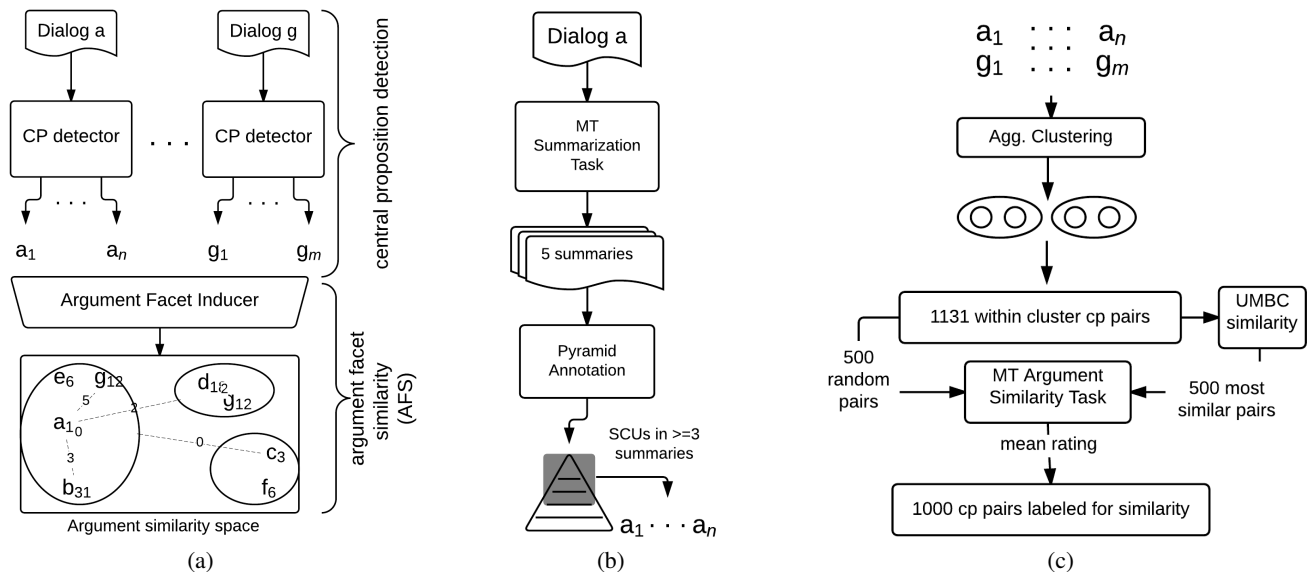 Dialog a
Dialog g
CP detector
. . .
CP detector
. . .
. . .
a1
an
g1
gm
central proposition detection
Argument Facet Inducer
e6
g12
5
a10
2
3
b31
d12
g12
0
c3
f6
Argument similarity space
argument facet
similarity
(AFS)
(a)
Dialog a
MT
Summarization
Task
5 summaries
Pyramid
Annotation
SCUs in >=3
summaries
a1 . . . an
(b)
a1 . . . an
. . .
g1 . . . gm
Agg. Clustering
1131 within cluster cp pairs
UMBC
similarity
500
random
pairs
MT Argument
Similarity Task
500 most
similar pairs
mean rating
1000 cp pairs labeled for similarity
(c)